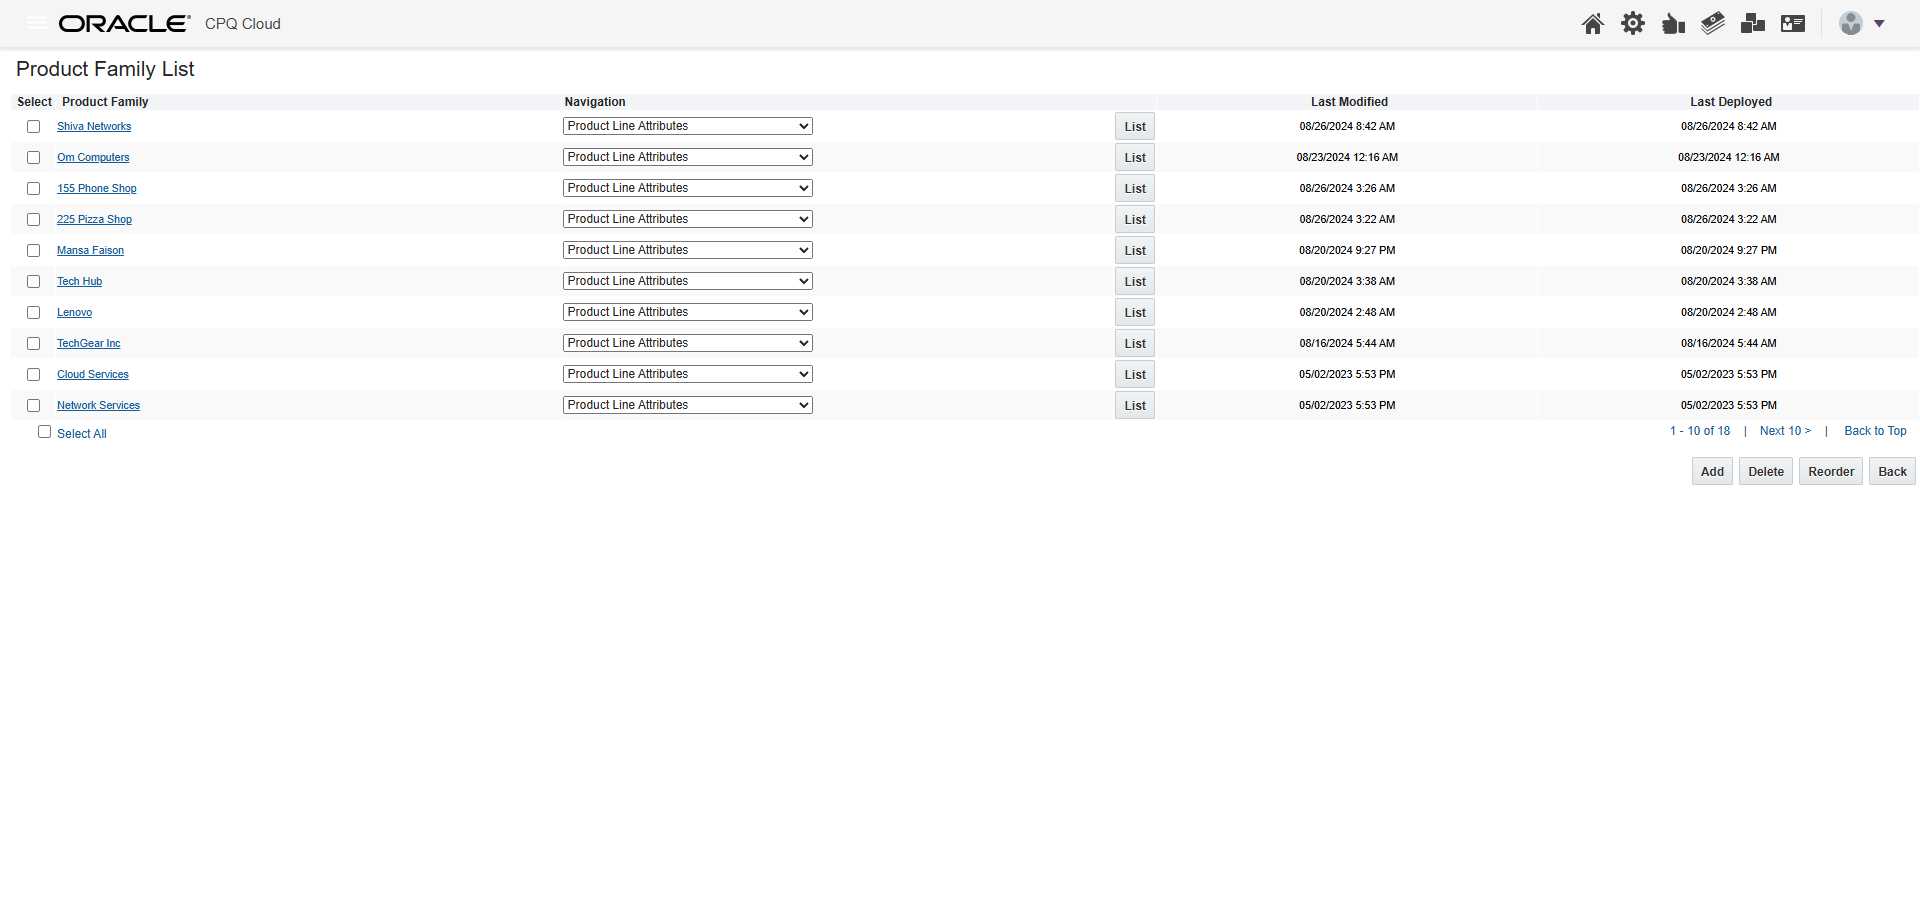 ORACLE® CPQ Cloud
Product Family List
Select Product Family Navigation Last Modified Last Deployed
Shiva Networks Product Line Attributes List 08/26/2024 8:42 AM 08/26/2024 8:42 AM
Om Computers Product Line Attributes List 08/23/2024 12:16 AM 08/23/2024 12:16 AM
155 Phone Shop Product Line Attributes List 08/26/2024 3:26 AM 08/26/2024 3:26 AM
225 Pizza Shop Product Line Attributes List 08/26/2024 3:22 AM 08/26/2024 3:22 AM
Mansa Faison Product Line Attributes List 08/20/2024 9:27 PM 08/20/2024 9:27 PM
Tech Hub Product Line Attributes List 08/20/2024 3:38 AM 08/20/2024 3:38 AM
Lenovo Product Line Attributes List 08/20/2024 2:48 AM 08/20/2024 2:48 AM
TechGear Inc Product Line Attributes List 08/16/2024 5:44 AM 08/16/2024 5:44 AM
Cloud Services Product Line Attributes List 05/02/2023 5:53 PM 05/02/2023 5:53 PM
Network Services Product Line Attributes List 05/02/2023 5:53 PM 05/02/2023 5:53 PM
Select All 1 - 10 of 18 | Next 10 > | Back to Top
Add Delete Reorder Back